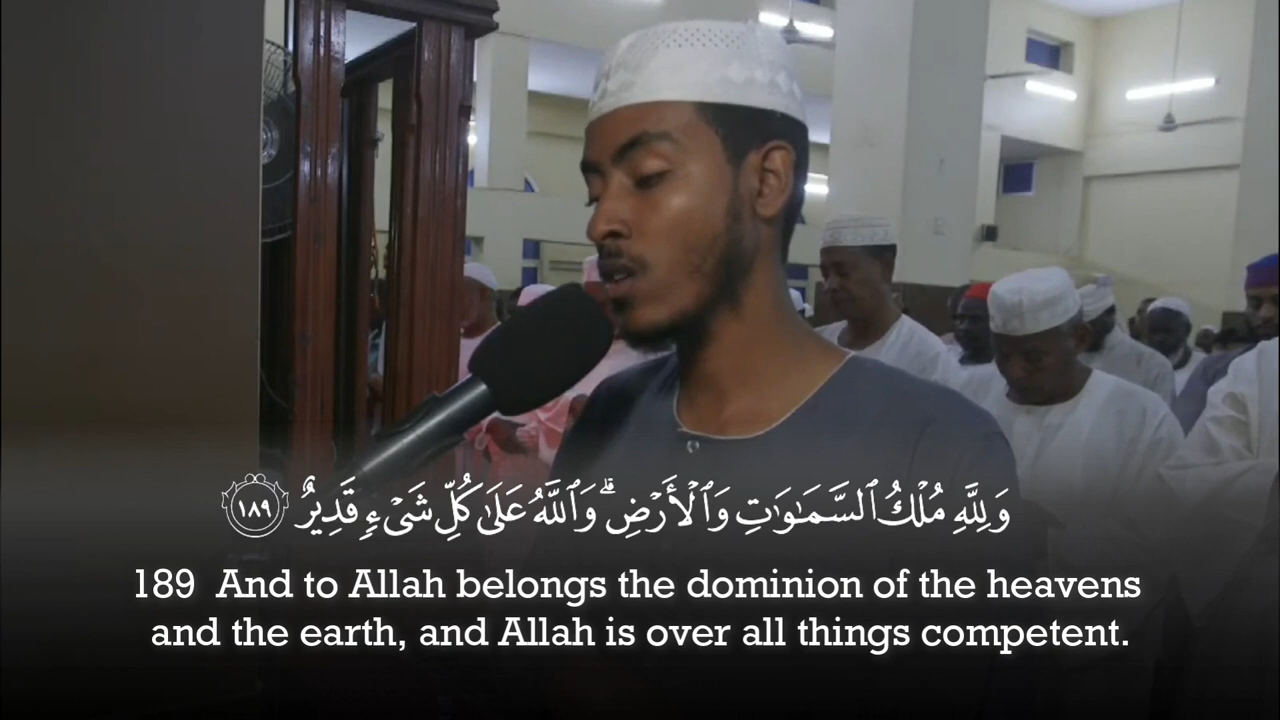 وَلِلَّهِ مُلْكُ ٱلسَّمَـٰوَٰتِ وَٱلْأَرْضِ ۗ وَٱللَّهُ عَلَىٰ كُلِّ شَىْءٍ قَدِيرٌ ١٨٩
189 And to Allah belongs the dominion of the heavens
and the earth, and Allah is over all things competent.